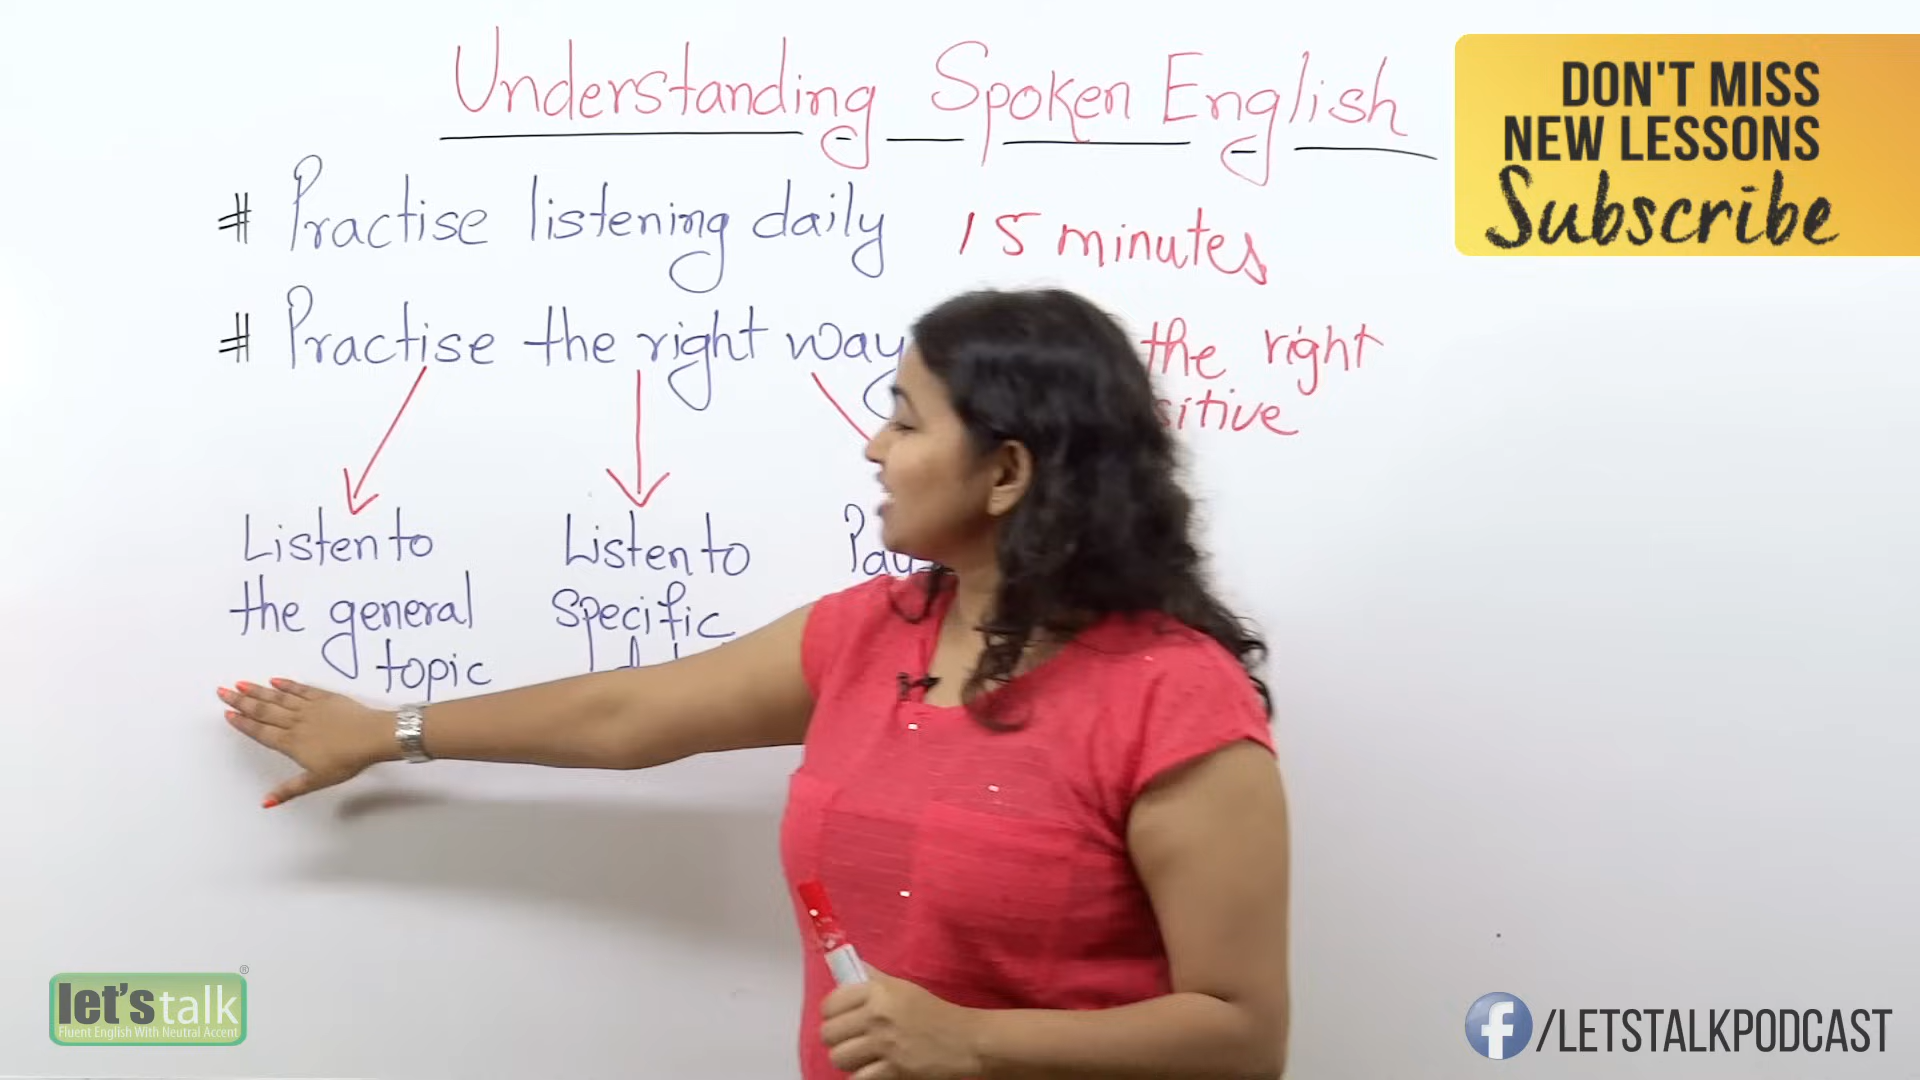 Understanding Spoken English
# Practise listening daily 15 minutes
# Practise the right way the right
Listen to
the general
topic
Listen to
specific
DON'T MISS
NEW LESSONS
Subscribe
let's talk
Fluent English With Neutral Accent
/LETSTALKPODCAST